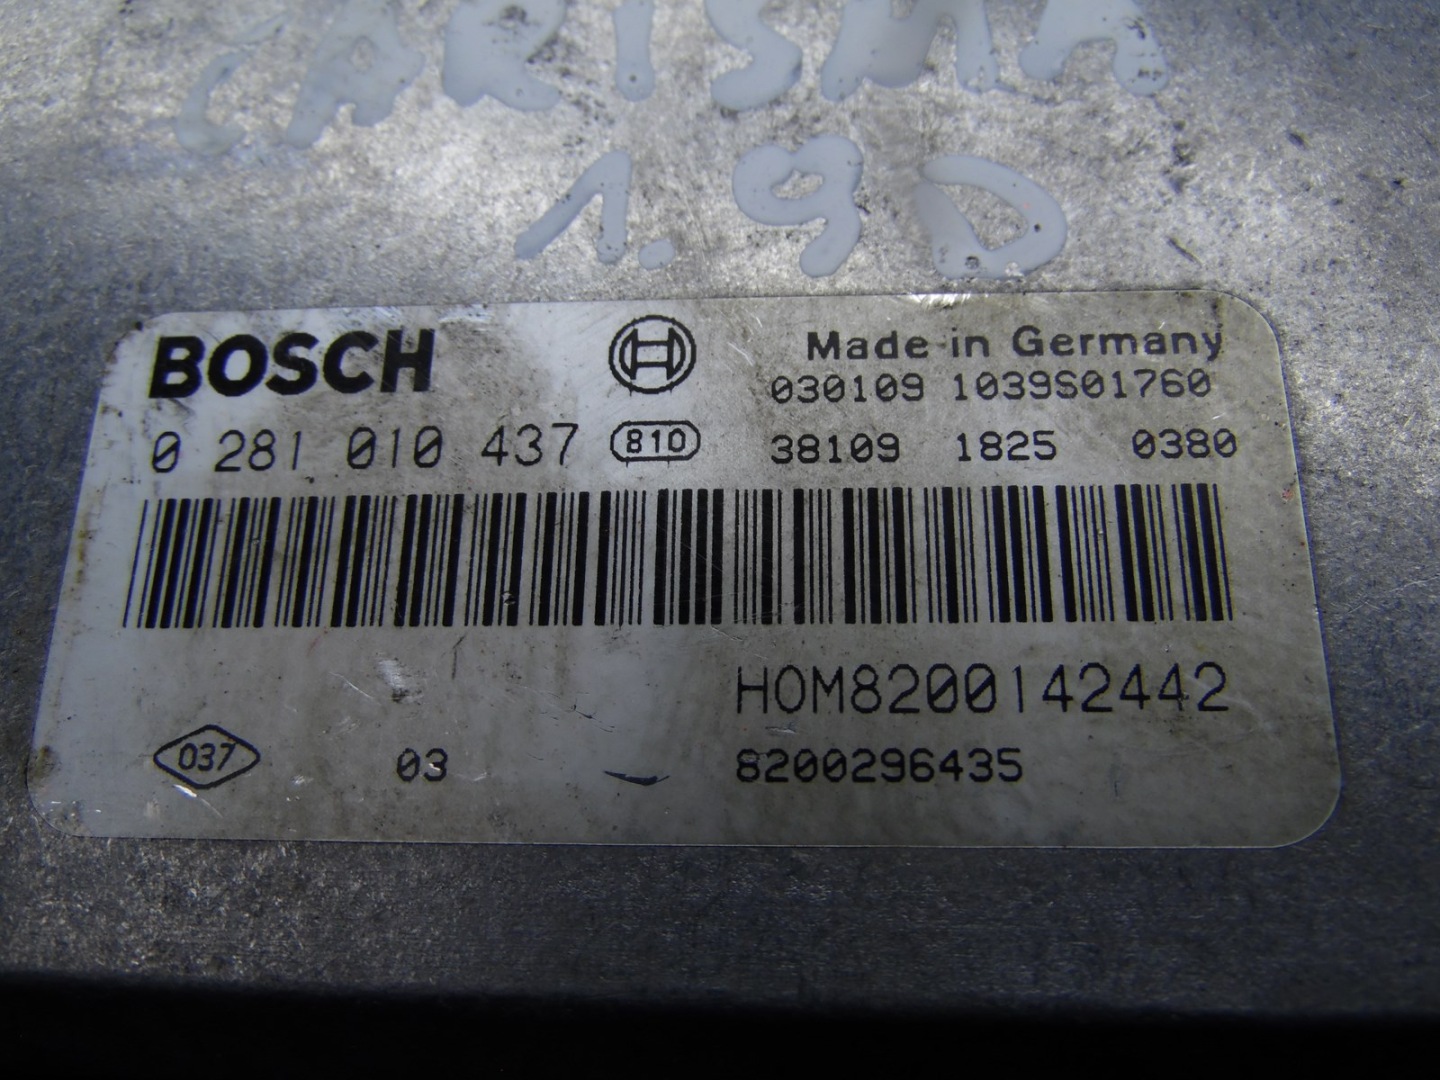 CARISMA
1.9D
BOSCH
Made in Germany
030109 1039S01760
0 281 010 437 810 38109 1825 0380
HOM8200142442
037 03 8200296435